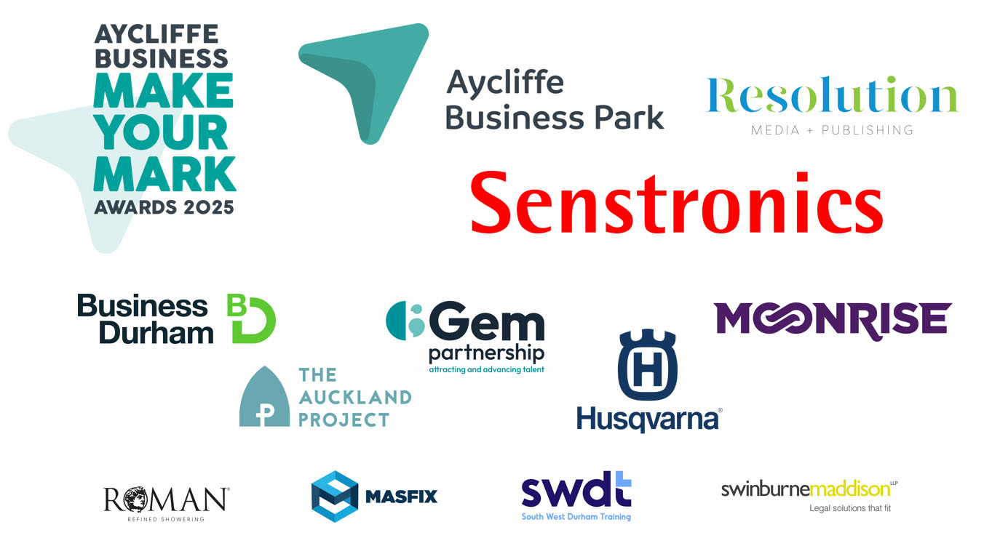 AYCLIFFE
BUSINESS
MAKE
YOUR
MARK
AWARDS 2025
Aycliffe
Business Park
Resolution
MEDIA + PUBLISHING
Senstronics
Business
Durham
BD
Gem
partnership
attracting and advancing talent
MOONRISE
THE
AUCKLAND
PROJECT
H
Husqvarna®
ROMAN®
REFINED SHOWERING
MASFIX
swdt
South West Durham Training
swinburnemaddison LLP
Legal solutions that fit